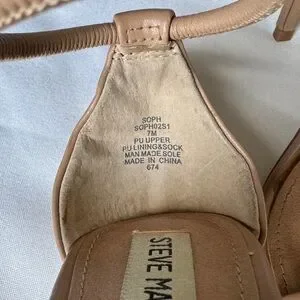 SOPH
SOPH02S1
7M
PU UPPER
PU LINING&SOCK
MAN MADE SOLE
MADE IN CHINA
674
STEVE MA